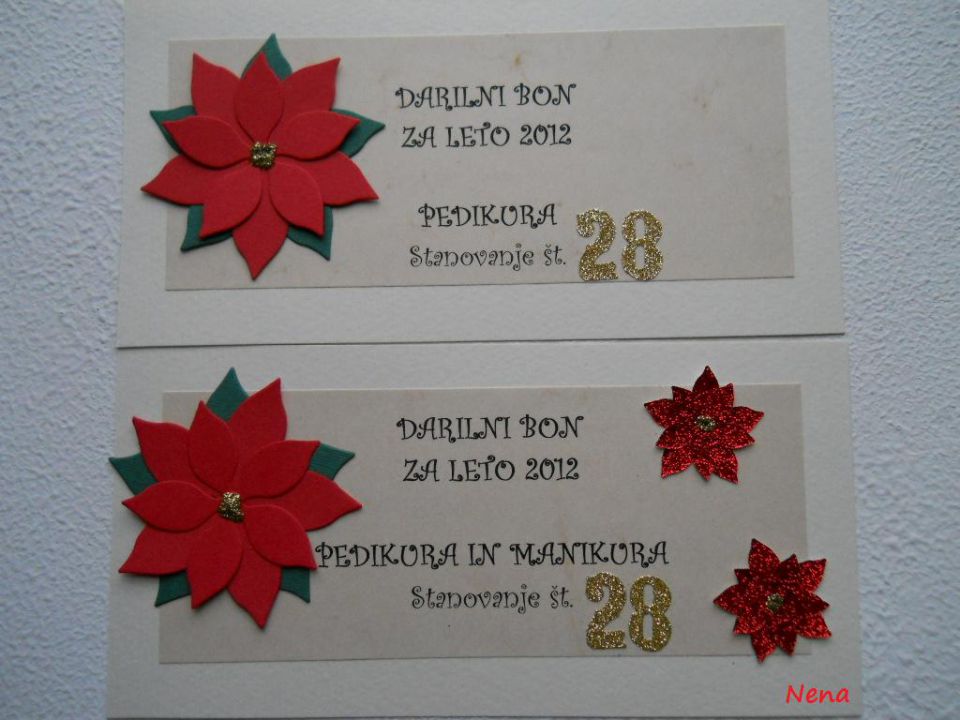 DARILNI BON
ZA LETO 2012
PEDIKURA
Stanovanje št. 28
DARILNI BON
ZA LETO 2012
PEDIKURA IN MANIKURA
Stanovanje št. 28
Nena